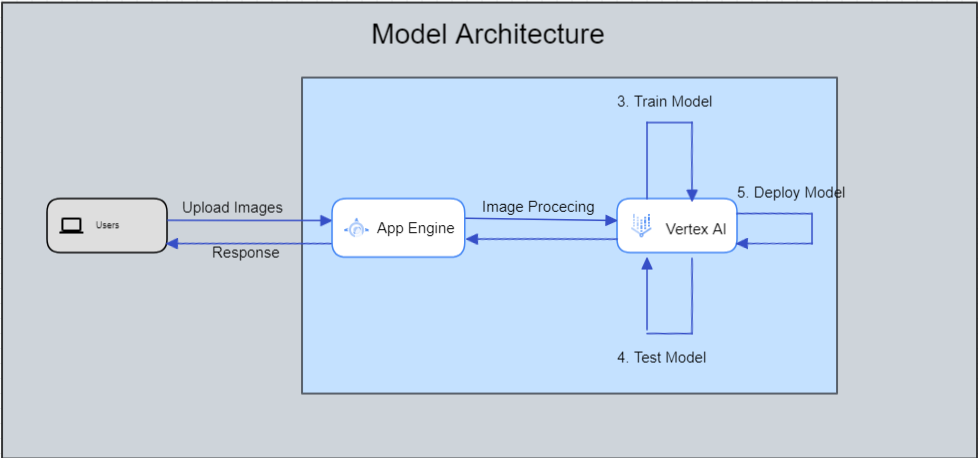 Model Architecture
3. Train Model
5. Deploy Model
Upload Images
Image Procecing
Users
App Engine
Vertex AI
Response
4. Test Model